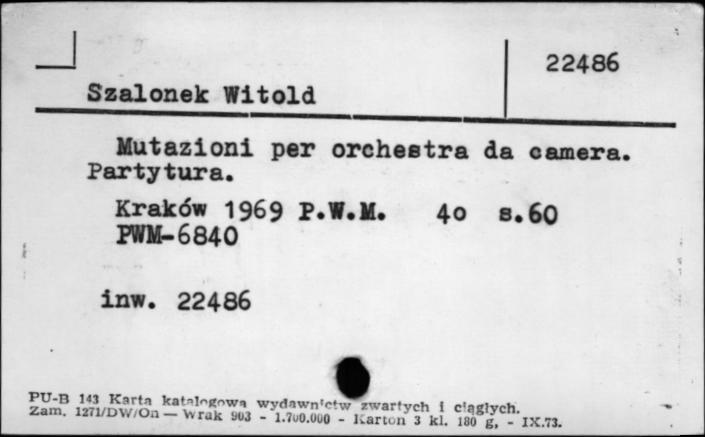 22486
Szalonek Witold
Mutazioni per orchestra da camera.
Partytura.
Kraków 1969 P.W.M. 4o s.60
PWM-6840
inw. 22486
PU-B 143 Karta katalogowa wydawnictw zwartych i ciągłych.
Zam. 1271/DW/Oa — Wrak 903 - 1.700.000 - Karton 3 kl. 180 g, - IX.73.